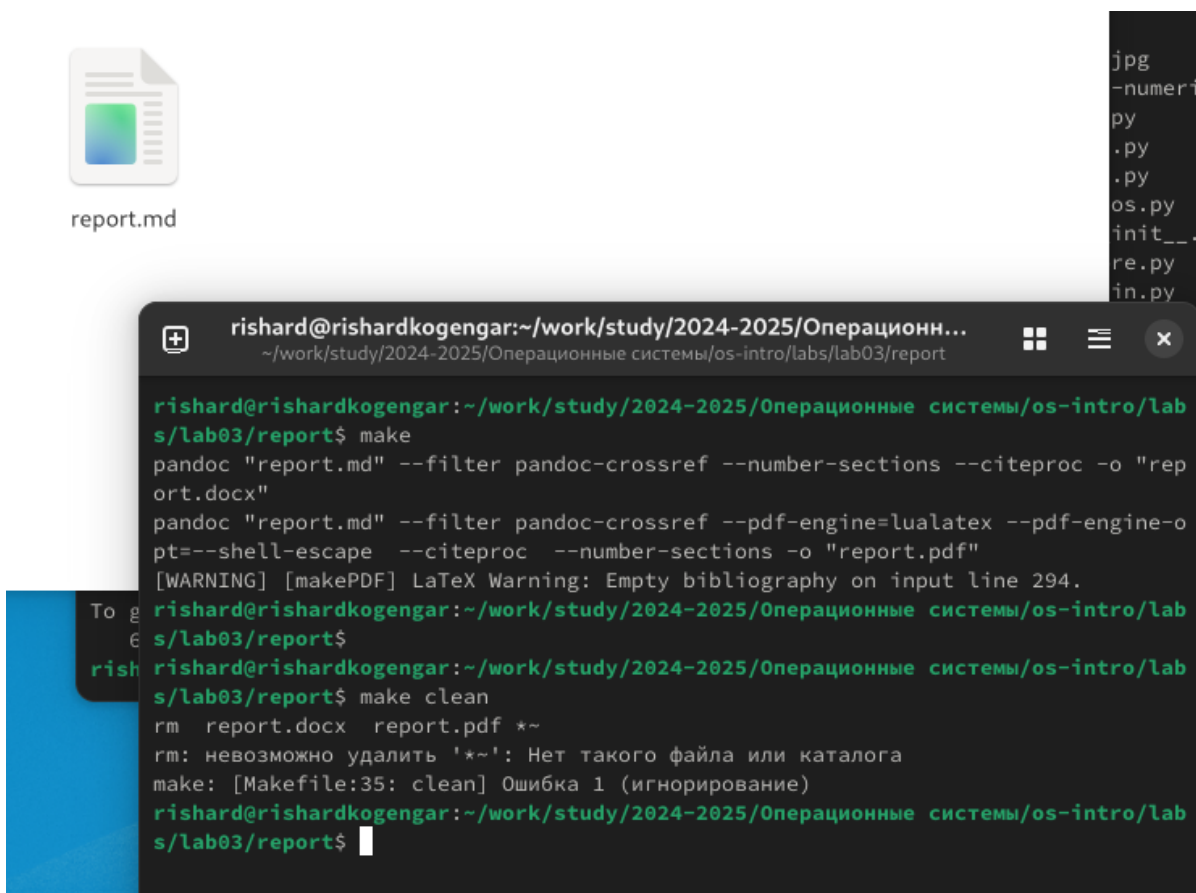 report.md
jpg
-numeri
py
.py
.py
os.py
init__.
re.py
in.py
rishard@rishardkogengar:~/work/study/2024-2025/Операционн...
~/work/study/2024-2025/Операционные системы/os-intro/labs/lab03/report
rishard@rishardkogengar:~/work/study/2024-2025/Операционные системы/os-intro/lab
s/lab03/report$ make
pandoc "report.md" --filter pandoc-crossref --number-sections --citeproc -o "rep
ort.docx"
pandoc "report.md" --filter pandoc-crossref --pdf-engine=lualatex --pdf-engine-o
pt=--shell-escape  --citeproc  --number-sections -o "report.pdf"
[WARNING] [makePDF] LaTeX Warning: Empty bibliography on input line 294.
To g
rishard@rishardkogengar:~/work/study/2024-2025/Операционные системы/os-intro/lab
6
s/lab03/report$
rish
rishard@rishardkogengar:~/work/study/2024-2025/Операционные системы/os-intro/lab
s/lab03/report$ make clean
rm  report.docx  report.pdf *~
rm: невозможно удалить '*~': Нет такого файла или каталога
make: [Makefile:35: clean] Ошибка 1 (игнорирование)
rishard@rishardkogengar:~/work/study/2024-2025/Операционные системы/os-intro/lab
s/lab03/report$